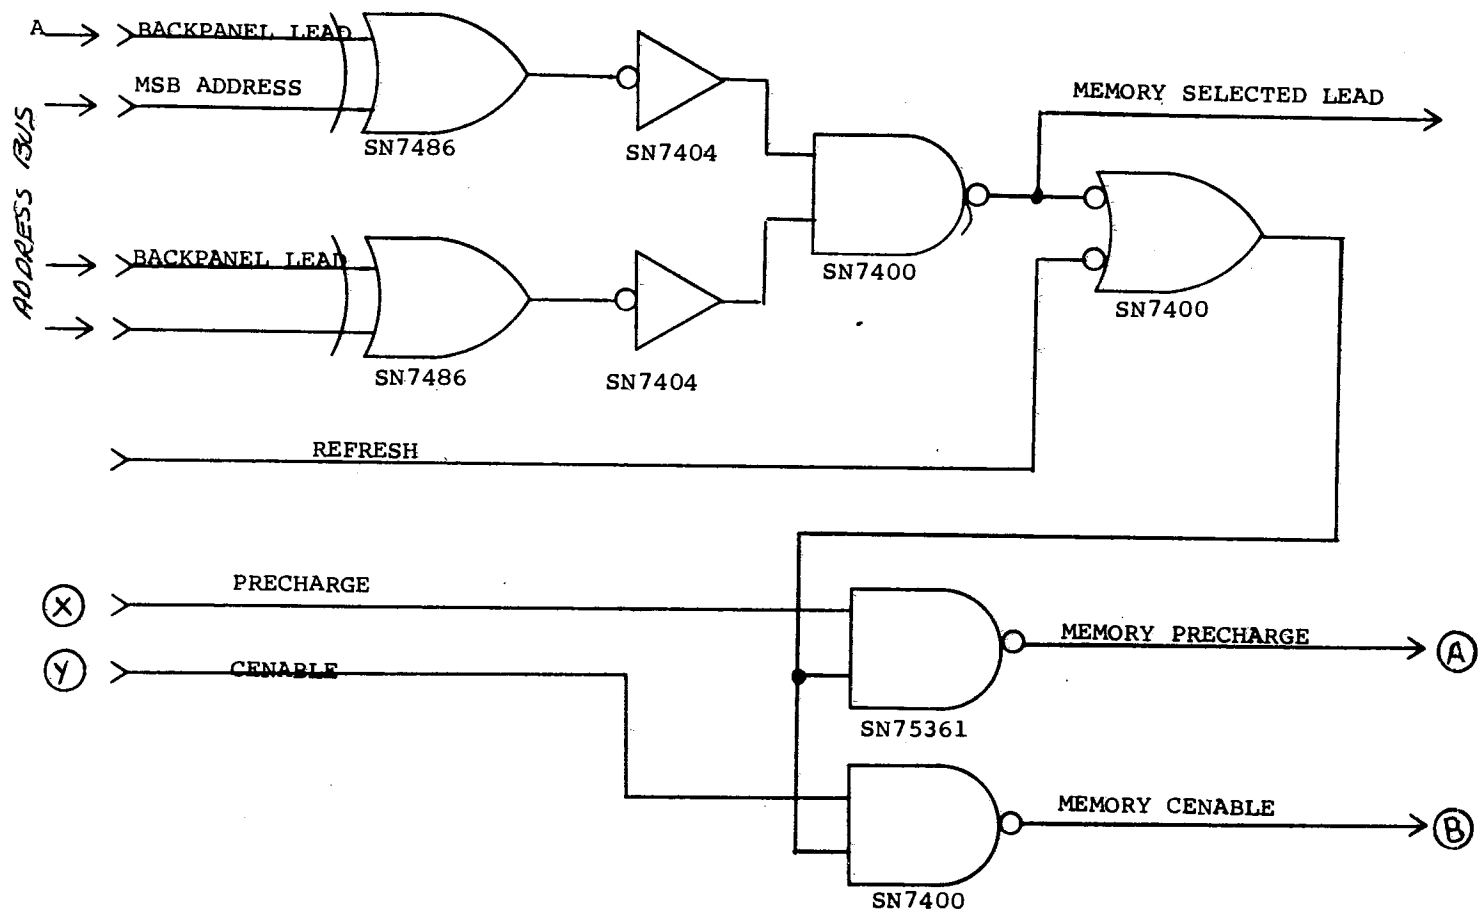 A
BACKPANEL LEAD
MSB ADDRESS
SN7486
SN7404
MEMORY SELECTED LEAD
ADDRESS BUS
SN7400
BACKPANEL LEAD
SN7400
SN7486
SN7404
REFRESH
X
PRECHARGE
MEMORY PRECHARGE
A
Y
CENABLE
SN75361
MEMORY CENABLE
B
SN7400